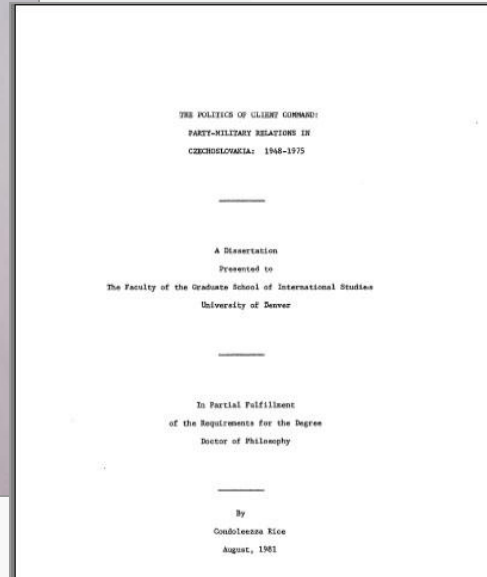 THE POLITICS OF CLIENT COMMAND:
PARTY-MILITARY RELATIONS IN
CZECHOSLOVAKIA: 1948-1975
A Dissertation
Presented to
The Faculty of the Graduate School of International Studies
University of Denver
In Partial Fulfillment
of the Requirements for the Degree
Doctor of Philosophy
By
Condoleezza Rice
August, 1981